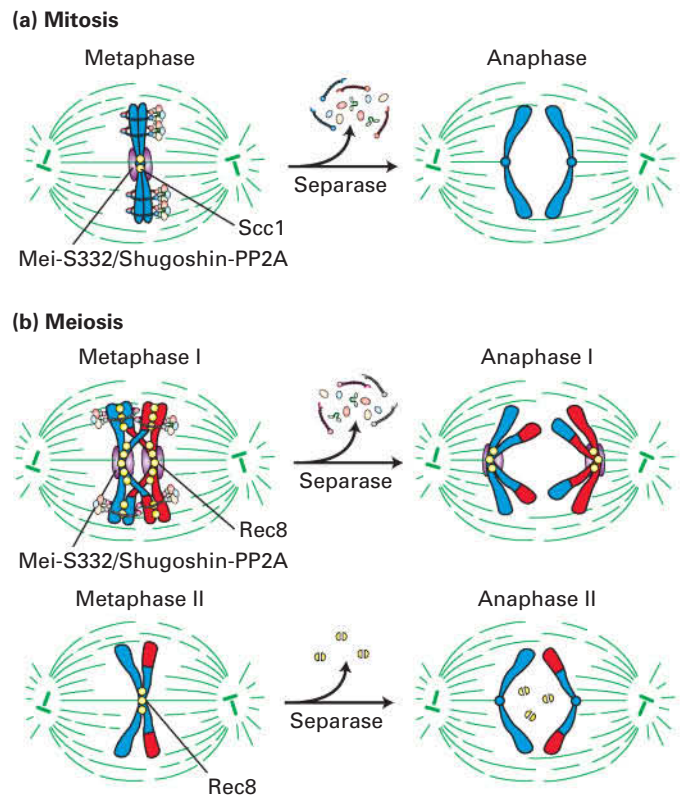 (a) Mitosis
Metaphase
Anaphase
Separase
Scc1
Mei-S332/Shugoshin-PP2A
(b) Meiosis
Metaphase I
Anaphase I
Separase
Rec8
Mei-S332/Shugoshin-PP2A
Metaphase II
Anaphase II
Separase
Rec8